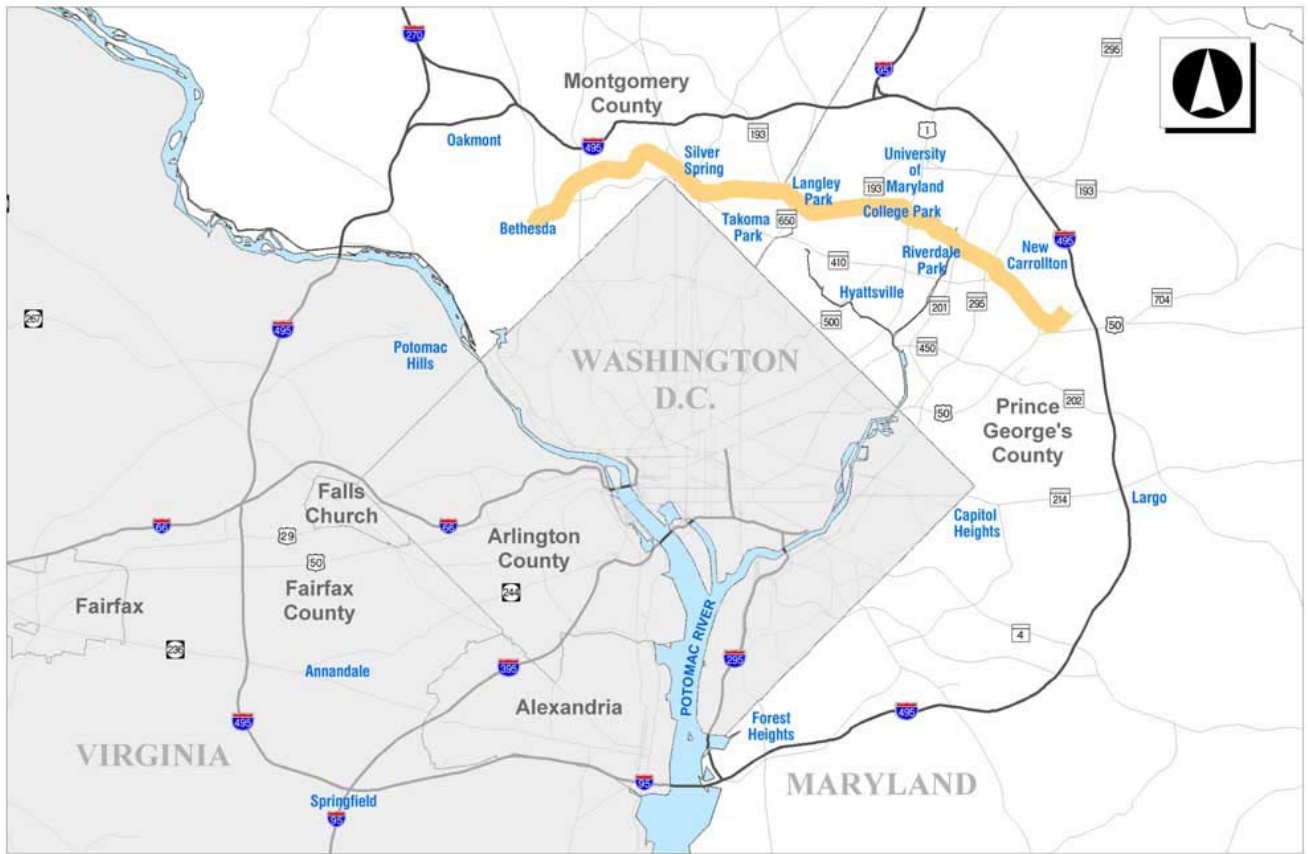 270
295
95
Montgomery
County
Oakmont
495
193
1
Silver
Spring
University
of
Maryland
Langley
Park
193
193
Bethesda
Takoma
Park
650
College Park
Riverdale
Park
New
Carrollton
495
410
Hyattsville
201
295
704
267
495
500
50
Potomac
Hills
WASHINGTON
D.C.
450
50
202
Prince
George's
County
Falls
Church
66
29
66
Arlington
County
214
Largo
Capitol
Heights
50
Fairfax
Fairfax
County
244
236
4
Annandale
395
295
POTOMAC RIVER
Alexandria
495
495
Forest
Heights
VIRGINIA
95
MARYLAND
Springfield
95